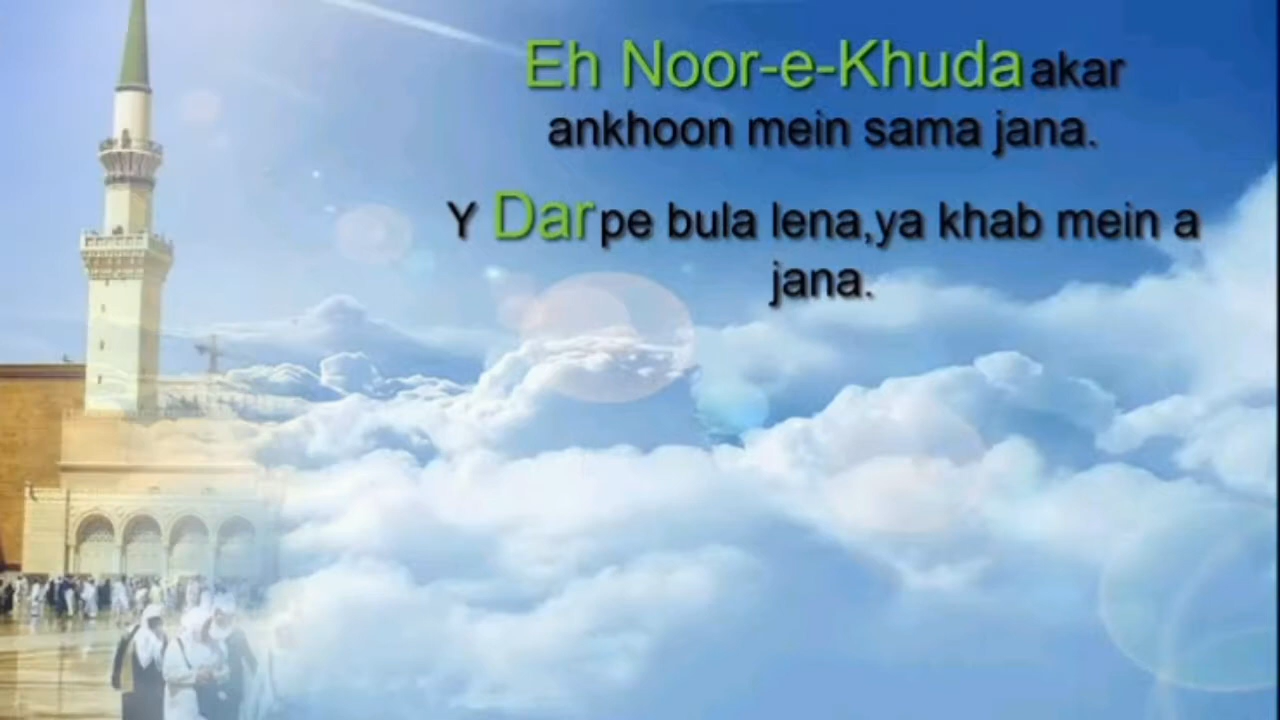 Eh Noor-e-Khuda akar
ankhoon mein sama jana.
Y Dar pe bula lena,ya khab mein a
jana.